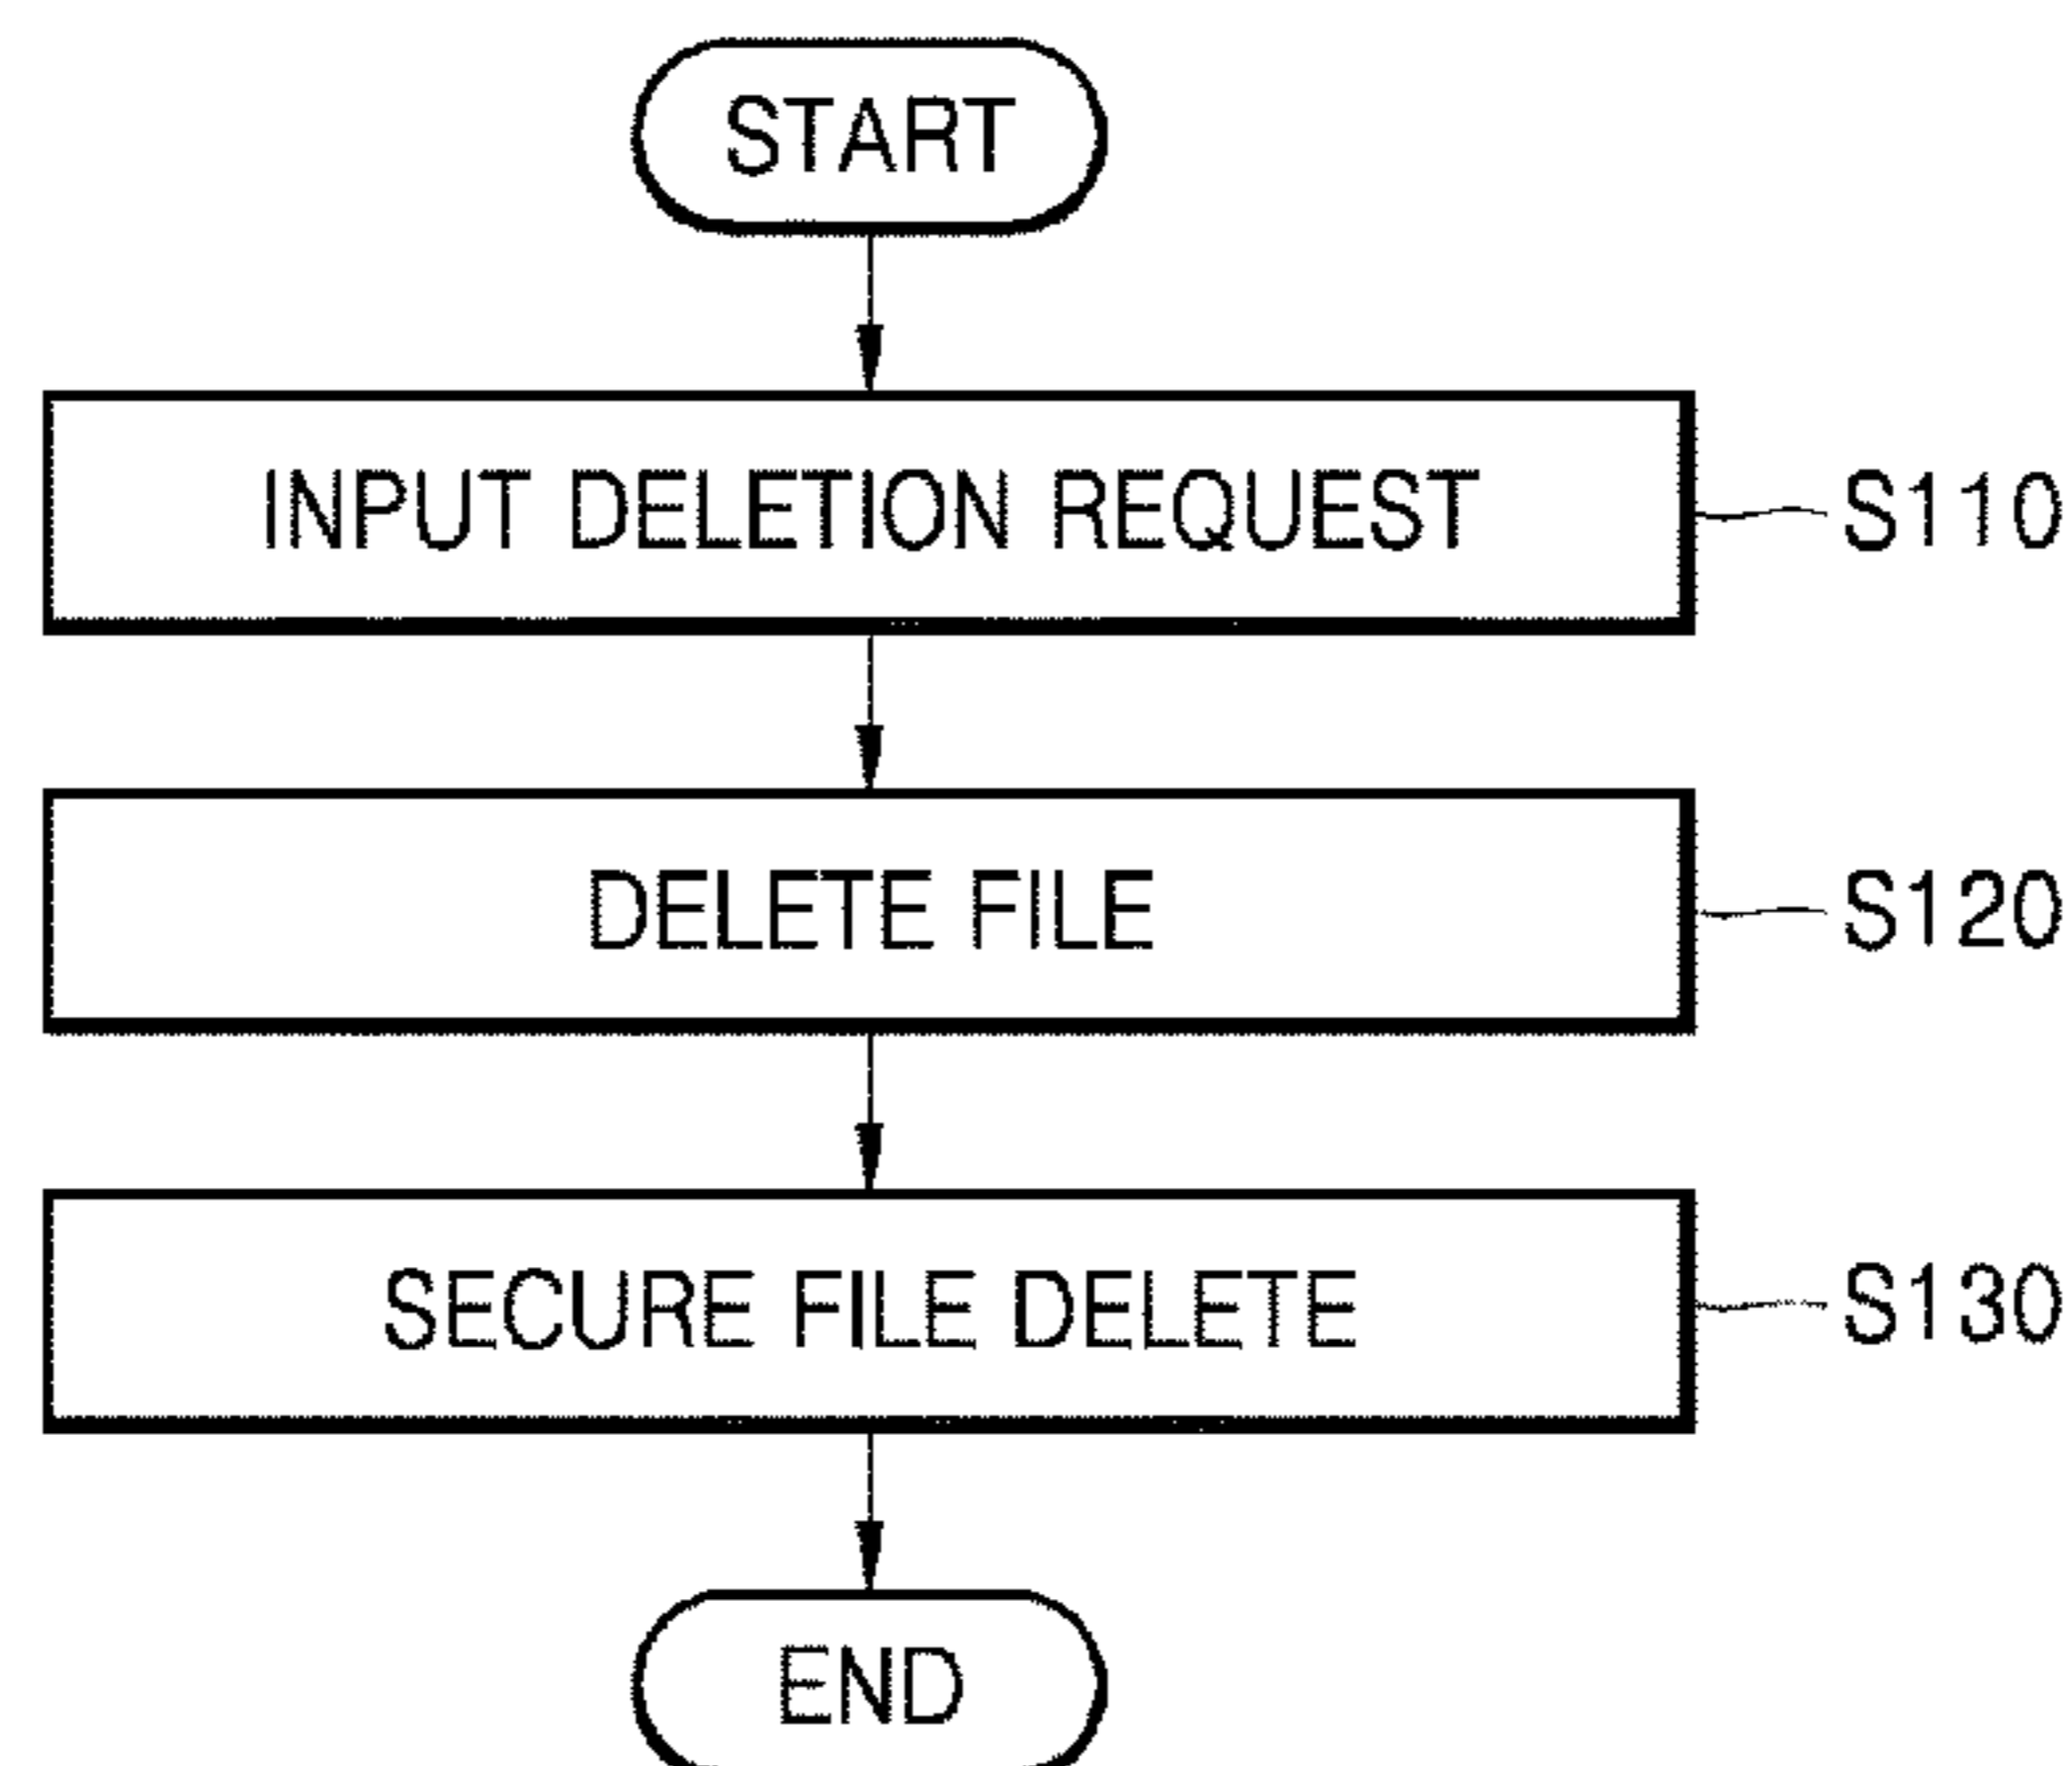 START
INPUT DELETION REQUEST
S110
DELETE FILE
S120
SECURE FILE DELETE
S130
END